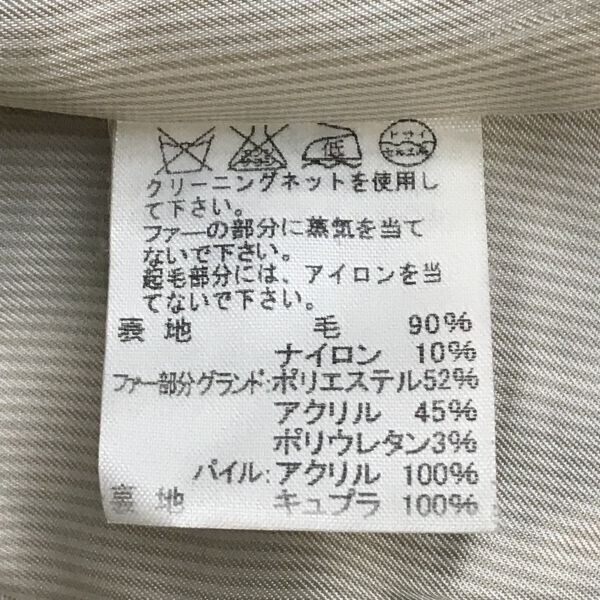 低 ドライ
セキユ系
クリーニングネットを使用し
て下さい。
ファーの部分に蒸気を当て
ないで下さい。
起毛部分には、アイロンを当
てないで下さい。
表 地 毛 90%
ナイロン 10%
ファー部分グランド:ポリエステル52%
アクリル 45%
ポリウレタン3%
パイル:アクリル 100%
裏 地 キュプラ 100%